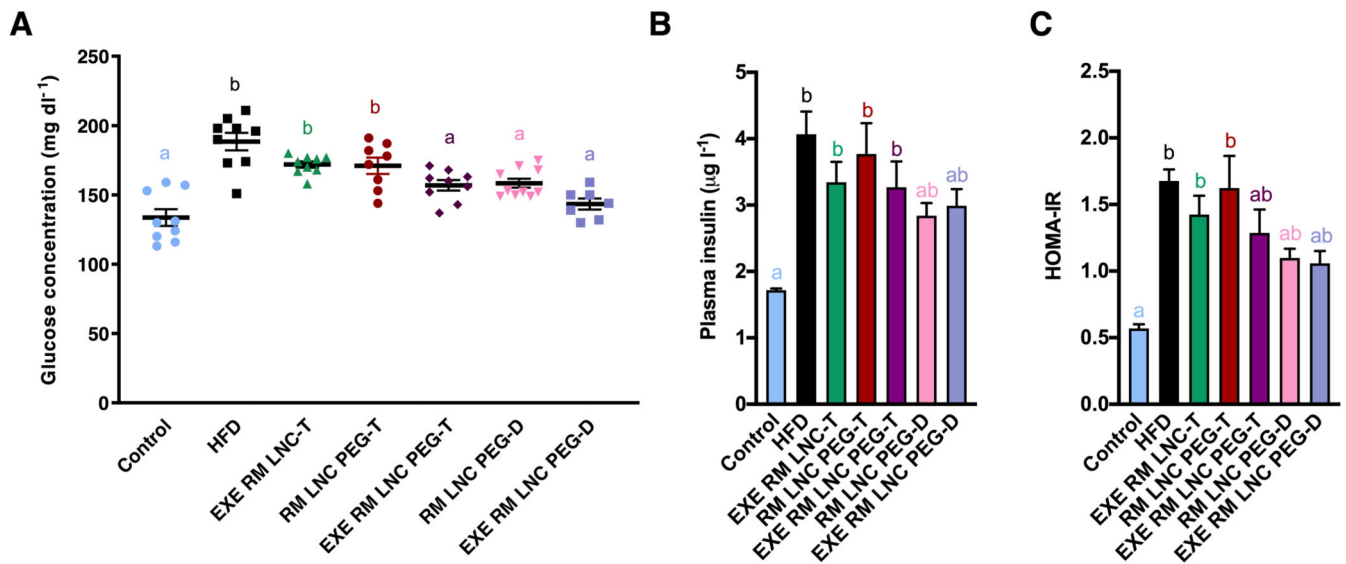 A
Glucose concentration (mg dl⁻¹)
250
200
150
100
50
0
a
b
b
b
a
a
a
Control
HFD
EXE RM LNC-T
RM LNC PEG-T
EXE RM LNC PEG-T
RM LNC PEG-D
EXE RM LNC PEG-D
B
Plasma insulin (µg l⁻¹)
5
4
3
2
1
0
a
b
b
b
b
ab
ab
Control
HFD
EXE RM LNC-T
RM LNC PEG-T
EXE RM LNC PEG-T
RM LNC PEG-D
EXE RM LNC PEG-D
C
HOMA-IR
2.5
2.0
1.5
1.0
0.5
0.0
a
b
b
b
ab
ab
ab
Control
HFD
EXE RM LNC-T
RM LNC PEG-T
EXE RM LNC PEG-T
RM LNC PEG-D
EXE RM LNC PEG-D